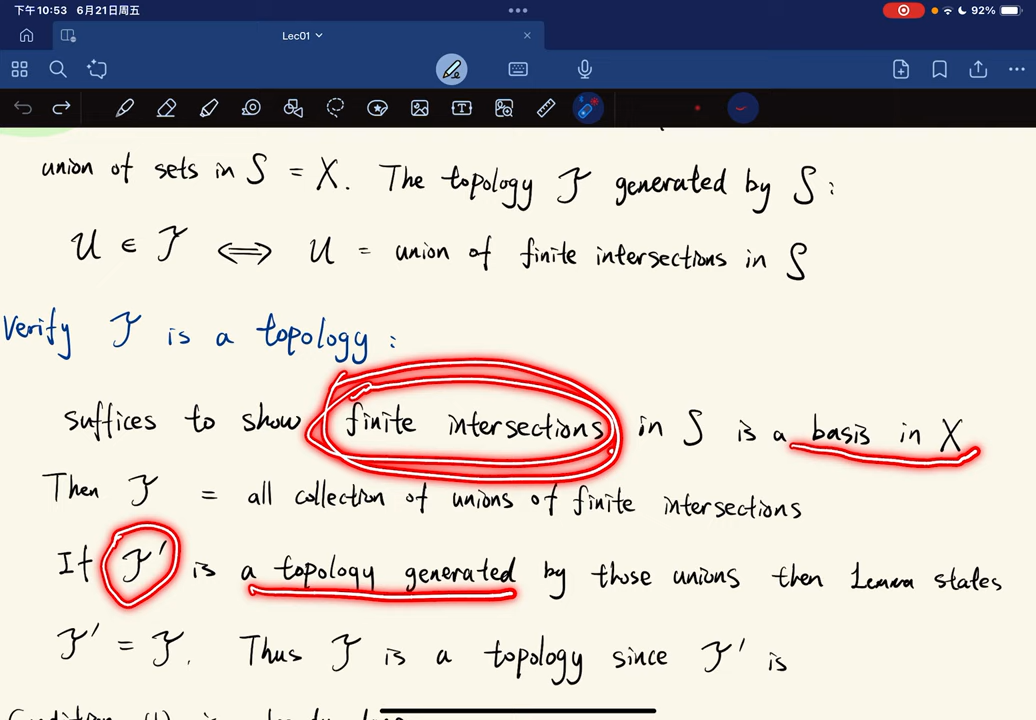 下午10:53 6月21日周五
92%
Lec01
union of sets in S = X. The topology 𝒯 generated by S:
U ∈ 𝒯 ⟺ U = union of finite intersections in S
Verify 𝒯 is a topology:
suffices to show finite intersections in S is a basis in X
Then 𝒯 = all collection of unions of finite intersections
If 𝒯' is a topology generated by those unions then Lemma states
𝒯' = 𝒯. Thus 𝒯 is a topology since 𝒯' is